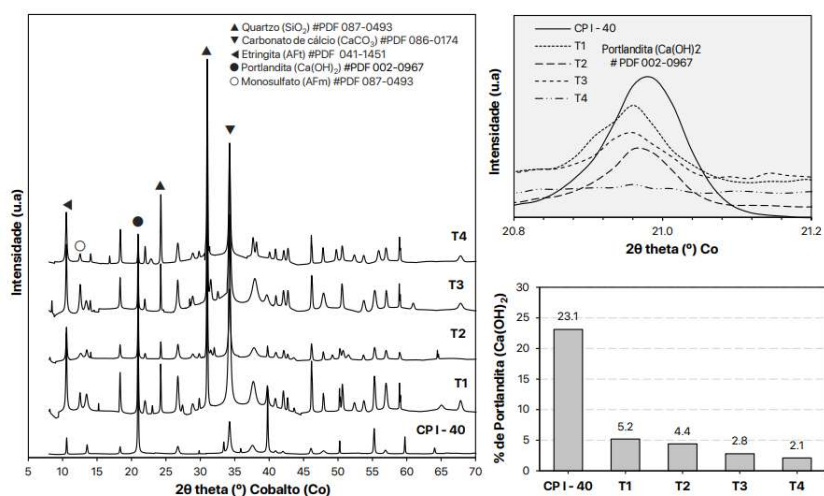 ▲ Quartzo (SiO₂) #PDF 087-0493
▼ Carbonato de cálcio (CaCO₃) #PDF 086-0174
◀ Etringita (AFt) #PDF 041-1451
● Portlandita (Ca(OH)₂) #PDF 002-0967
○ Monosulfato (AFm) #PDF 087-0493
Intensidade (u.a)
T4
T3
T2
T1
CP I - 40
5 10 15 20 25 30 35 40 45 50 55 60 65 70
2θ theta (º) Cobalto (Co)
CP I - 40
T1
T2
T3
T4
Portlandita (Ca(OH)2
# PDF 002-0967
Intensidade (u.a)
20.8 21.0 21.2
2θ theta (º) Co
% de Portlandita (Ca(OH)₂)
30
25
20
15
10
5
0
23.1
5.2
4.4
2.8
2.1
CP I - 40 T1 T2 T3 T4